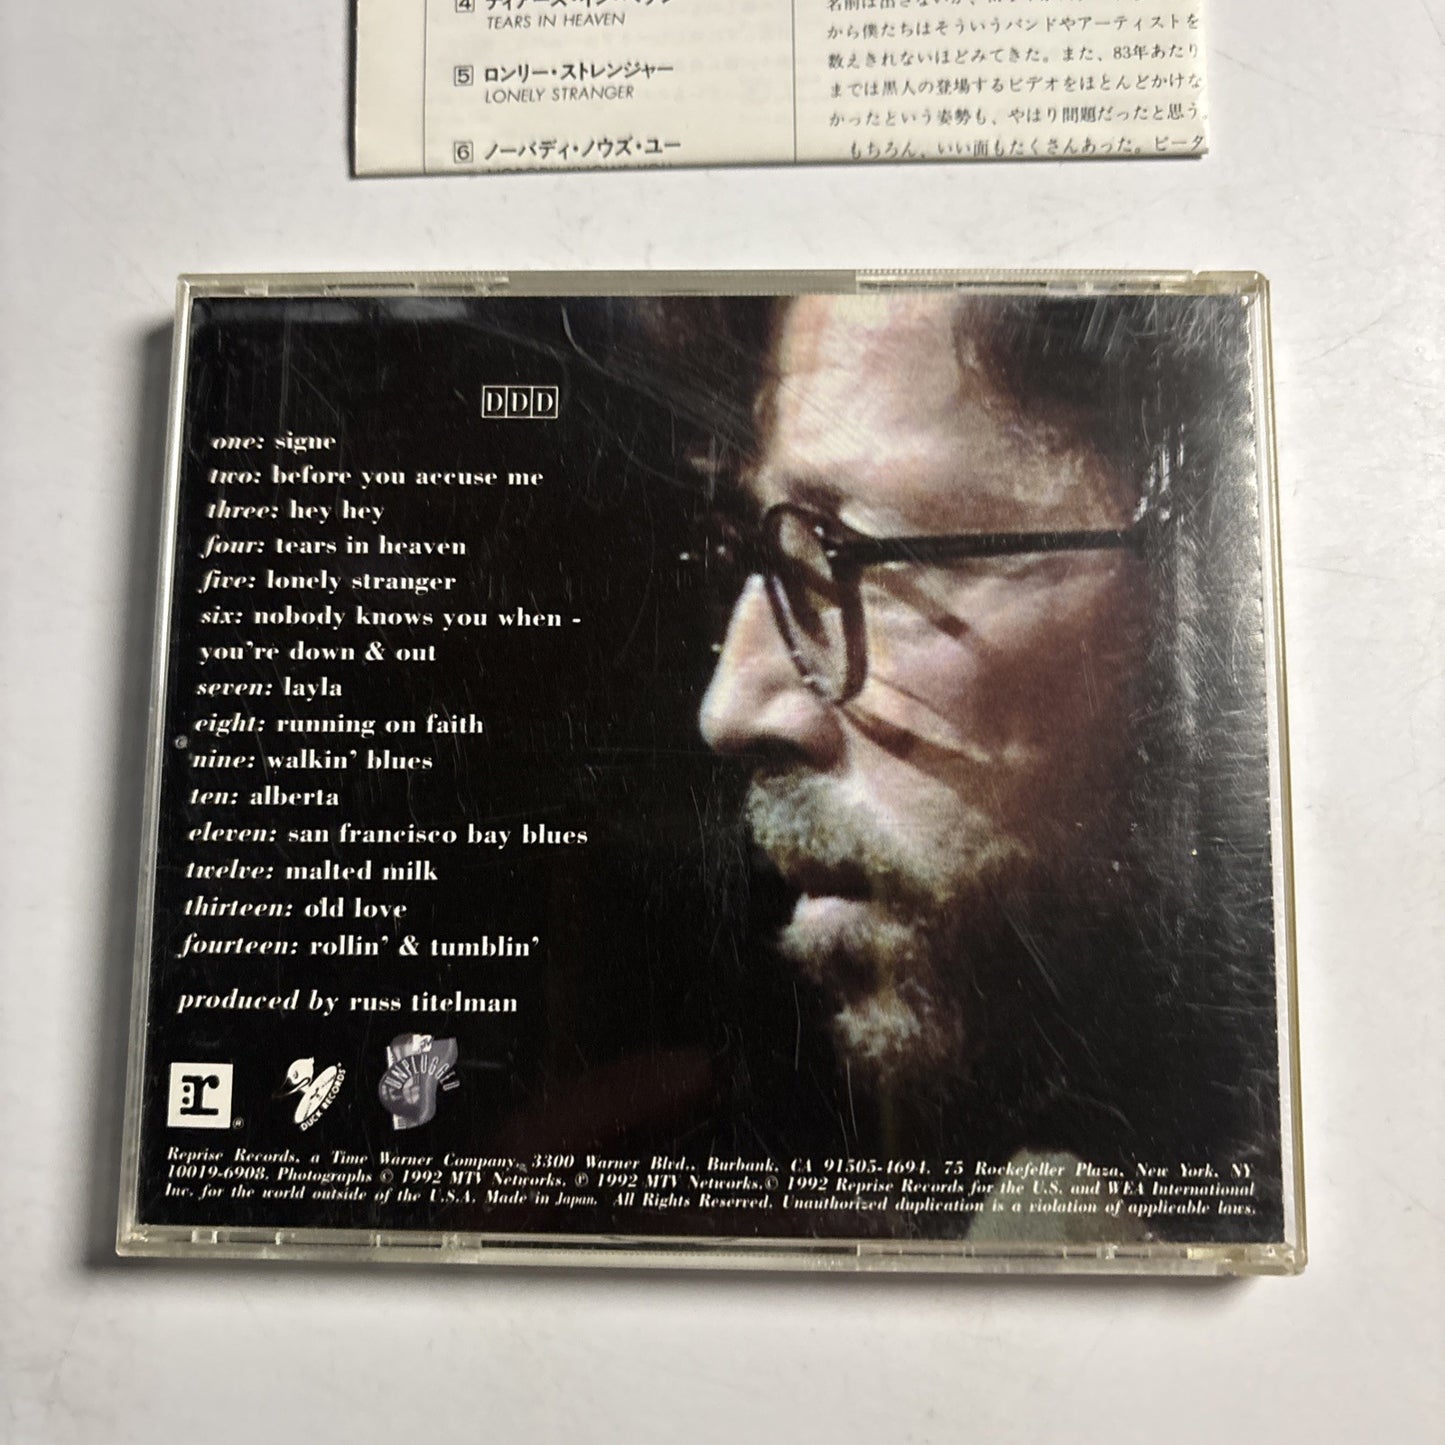 4
TEARS IN HEAVEN
5 ロンリー・ストレンジャー
LONELY STRANGER
6 ノーバディ・ノウズ・ユー
から僕たちはそういうバンドやアーティストを
数えきれないほどみてきた。また、83年あたり
までは黒人の登場するビデオをほとんどかけな
かったという姿勢も、やはり問題だったと思う。
もちろん、いい面もたくさんあった。ピータ
DDD
one: signe
two: before you accuse me
three: hey hey
four: tears in heaven
five: lonely stranger
six: nobody knows you when -
you're down & out
seven: layla
eight: running on faith
nine: walkin' blues
ten: alberta
eleven: san francisco bay blues
twelve: malted milk
thirteen: old love
fourteen: rollin' & tumblin'
produced by russ titelman
r ®
DUCK RECORDS
MTV UNPLUGGED
Reprise Records, a Time Warner Company, 3300 Warner Blvd., Burbank, CA 91505-4694. 75 Rockefeller Plaza, New York, NY
10019-6908. Photographs © 1992 MTV Networks. ℗ 1992 MTV Networks.© 1992 Reprise Records for the U.S. and WEA International
Inc. for the world outside of the U.S.A. Made in Japan. All Rights Reserved. Unauthorized duplication is a violation of applicable laws.